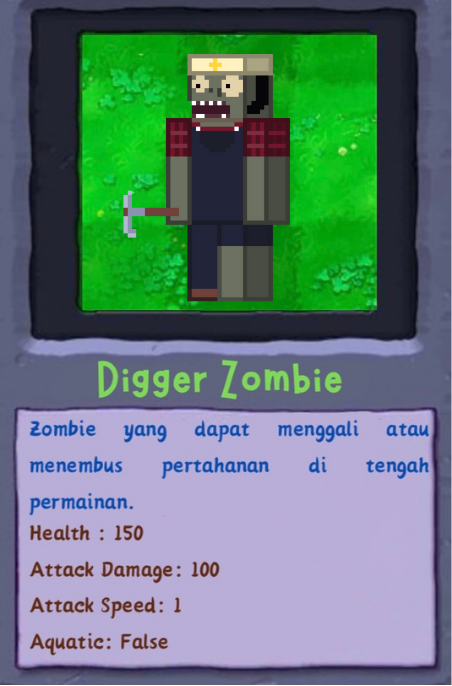 Digger Zombie
Zombie yang dapat menggali atau
menembus pertahanan di tengah
permainan.
Health : 150
Attack Damage: 100
Attack Speed: 1
Aquatic: False